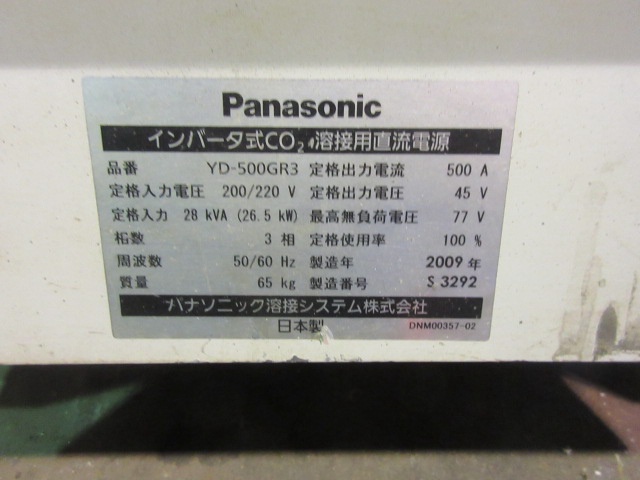 Panasonic
インバータ式CO₂溶接用直流電源
品番 YD-500GR3 定格出力電流 500 A
定格入力電圧 200/220 V 定格出力電圧 45 V
定格入力 28 kVA (26.5 kW) 最高無負荷電圧 77 V
相数 3 相 定格使用率 100 %
周波数 50/60 Hz 製造年 2009 年
質量 65 kg 製造番号 S 3292
パナソニック溶接システム株式会社
日本製 DNM00357-02